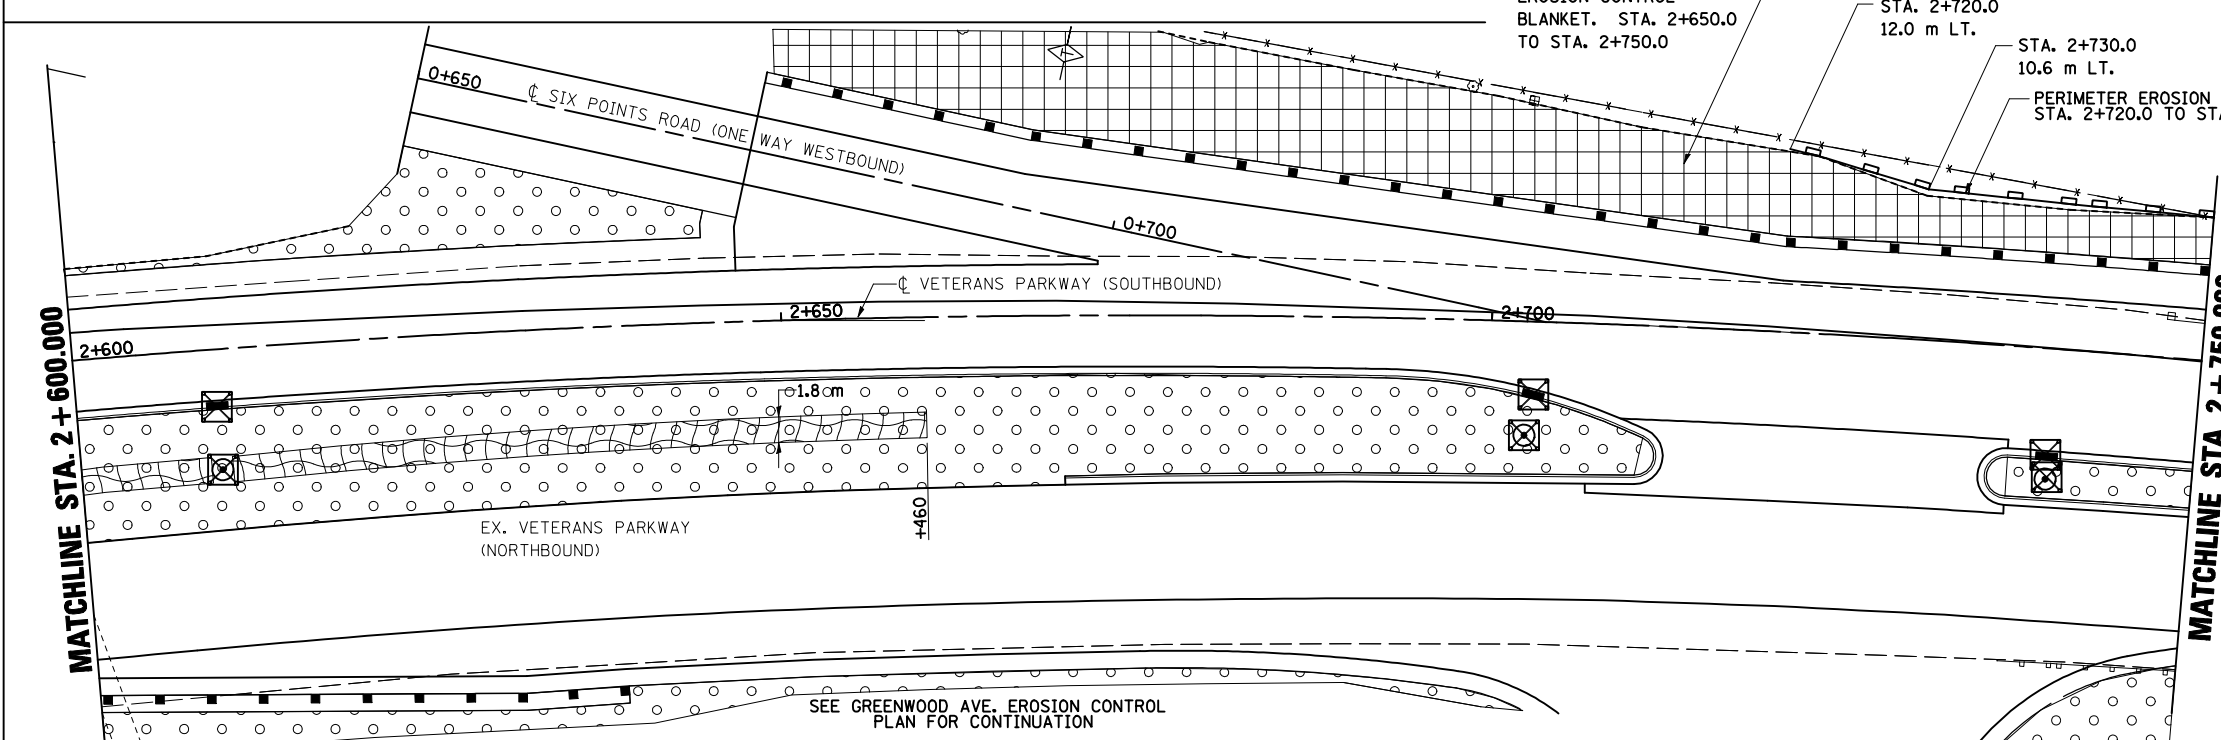 EROSION CONTROL
BLANKET. STA. 2+650.0
TO STA. 2+750.0
STA. 2+720.0
12.0 m LT.
STA. 2+730.0
10.6 m LT.
PERIMETER EROSION
STA. 2+720.0 TO
0+650
℄ SIX POINTS ROAD (ONE WAY WESTBOUND)
0+700
℄ VETERANS PARKWAY (SOUTHBOUND)
2+600
2+650
2+700
1.8 m
+460
EX. VETERANS PARKWAY
(NORTHBOUND)
MATCHLINE STA. 2+600.000
MATCHLINE STA. 2+750.000
SEE GREENWOOD AVE. EROSION CONTROL
PLAN FOR CONTINUATION